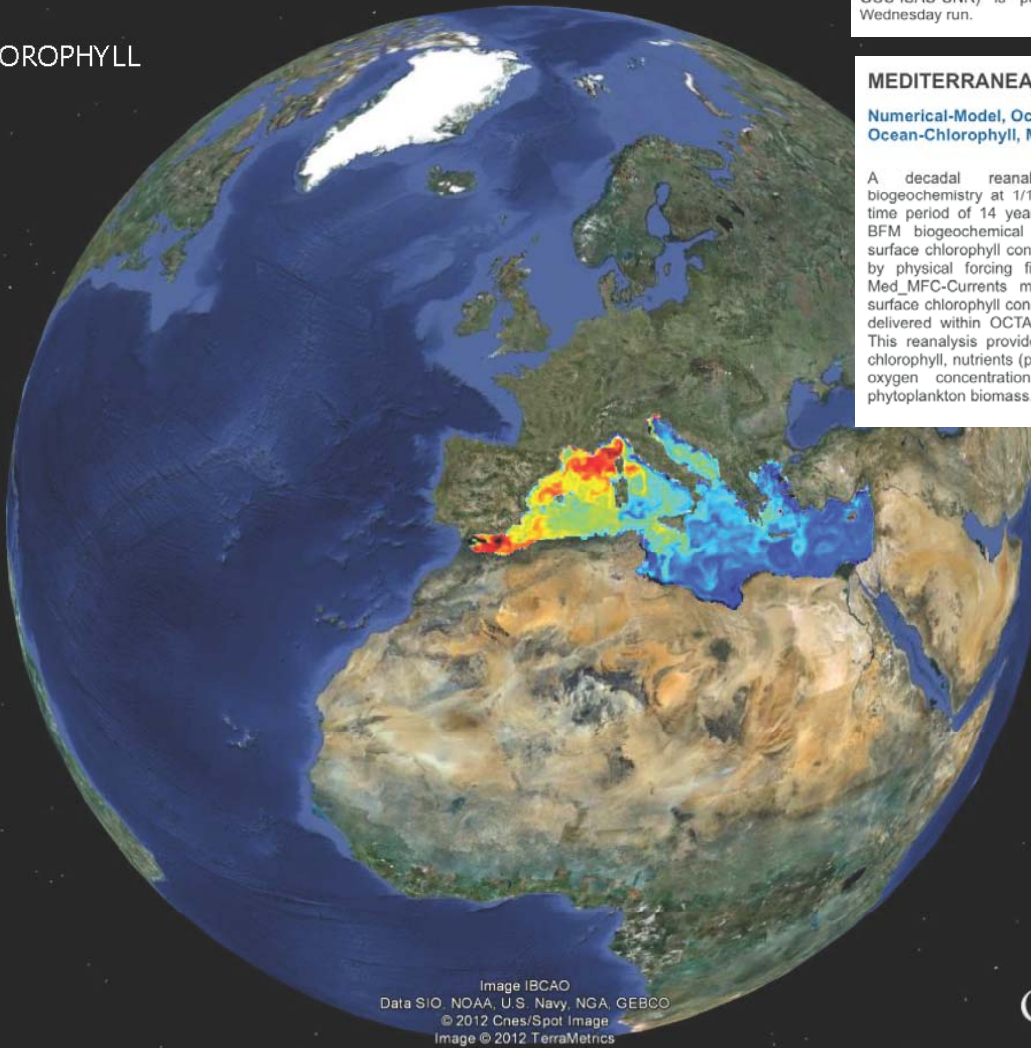 OROPHYLL
Wednesday run.
MEDITERRANEA
Numerical-Model, Oc
Ocean-Chlorophyll, M
A decadal reanal
biogeochemistry at 1/1
time period of 14 yea
BFM biogeochemical
surface chlorophyll con
by physical forcing fi
Med_MFC-Currents m
surface chlorophyll con
delivered within OCTA
This reanalysis provide
chlorophyll, nutrients (p
oxygen concentration
phytoplankton biomass
Image IBCAO
Data SIO, NOAA, U.S. Navy, NGA, GEBCO
© 2012 Cnes/Spot Image
Image © 2012 TerraMetrics